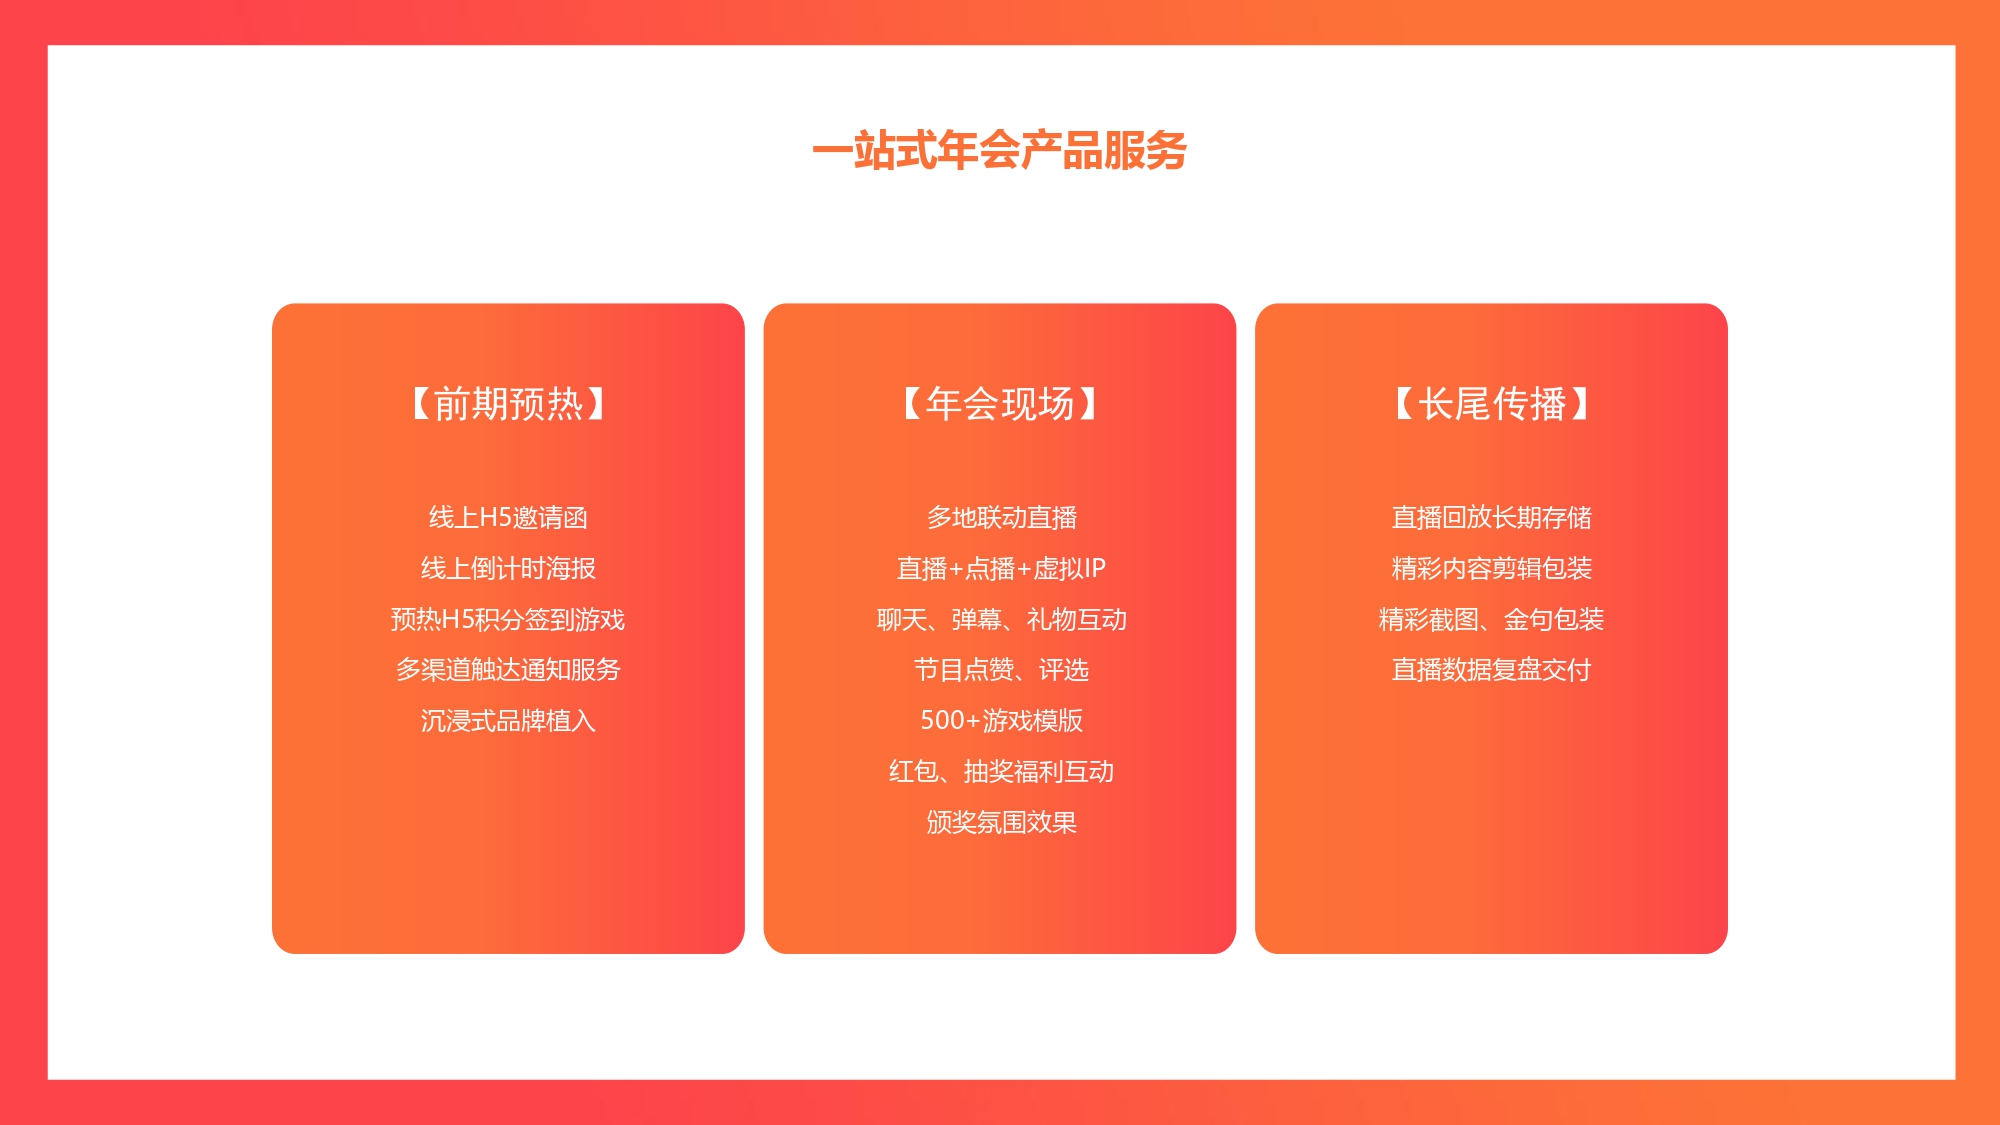 一站式年会产品服务
【前期预热】
线上H5邀请函
线上倒计时海报
预热H5积分签到游戏
多渠道触达通知服务
沉浸式品牌植入
【年会现场】
多地联动直播
直播+点播+虚拟IP
聊天、弹幕、礼物互动
节目点赞、评选
500+游戏模版
红包、抽奖福利互动
颁奖氛围效果
【长尾传播】
直播回放长期存储
精彩内容剪辑包装
精彩截图、金句包装
直播数据复盘交付